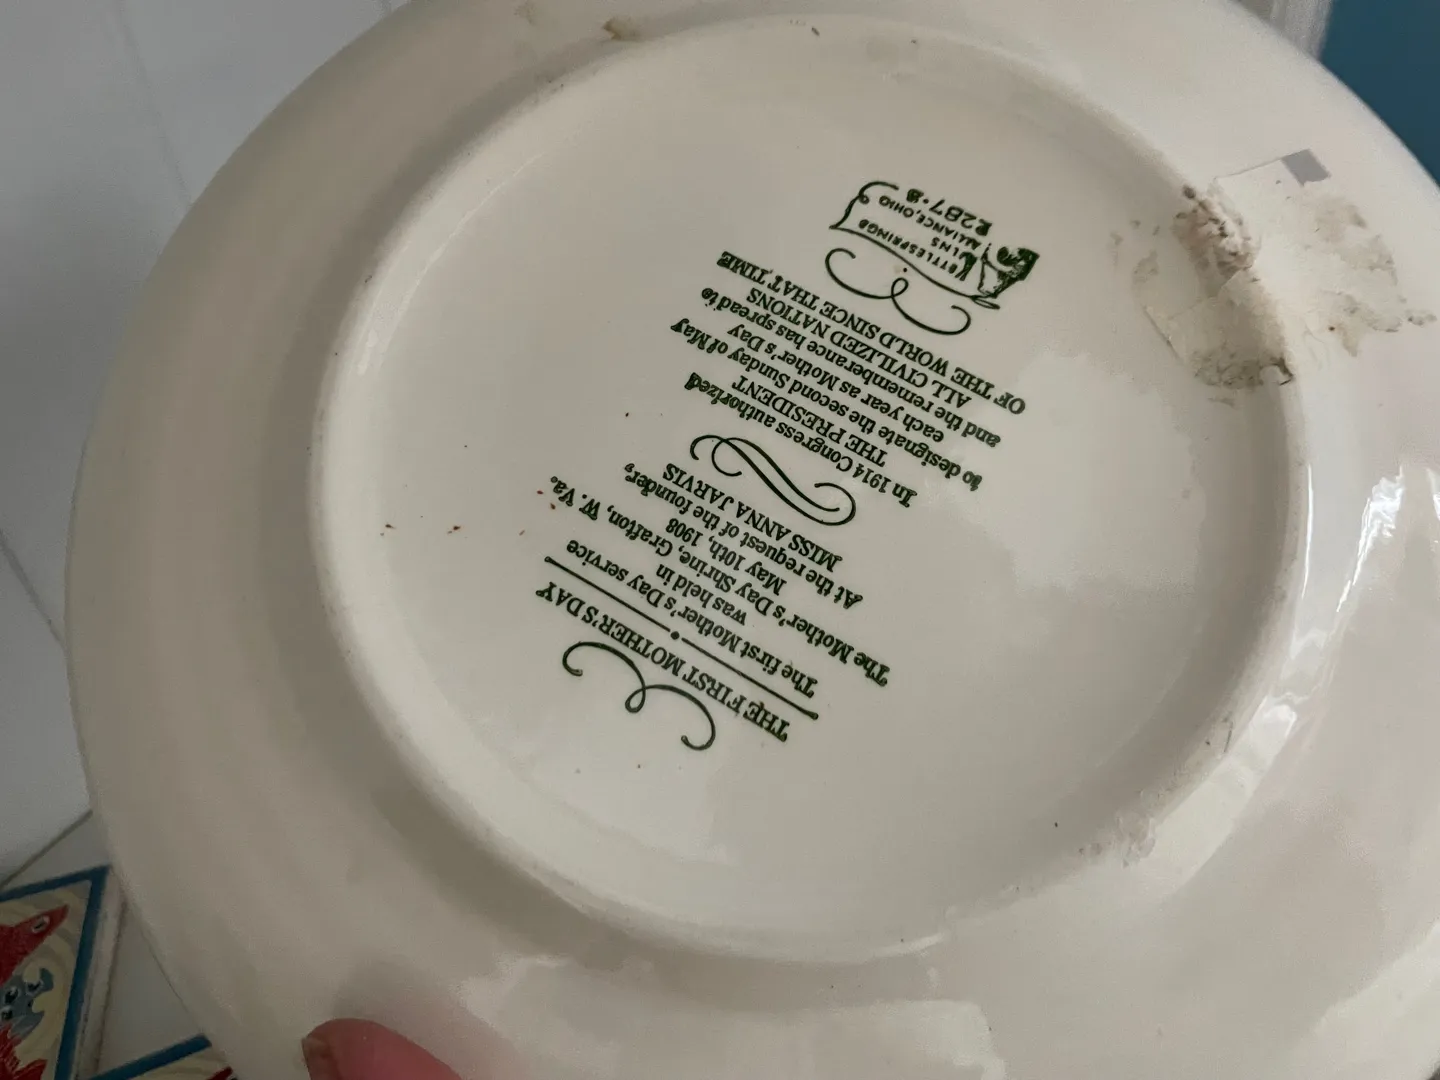 THE FIRST MOTHER'S DAY
The first Mother's Day service
was held in
The Mother's Day Shrine, Grafton, W. Va.
May 10th, 1908
At the request of the founder,
MISS ANNA JARVIS
In 1914 Congress authorized
THE PRESIDENT
to designate the second Sunday of May
each year as Mother's Day
and the rememberance has spread to
ALL CIVILIZED NATIONS
OF THE WORLD SINCE THAT TIME
KETTLESPRINGS
KILNS
ALLIANCE, OHIO
R287-B